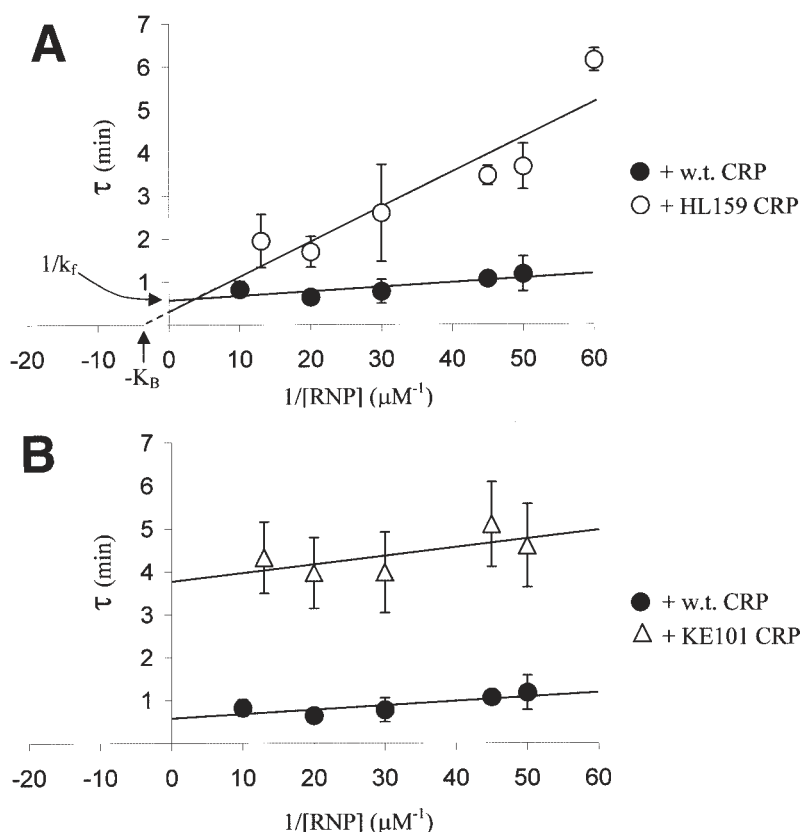 A
7
6
5
4
3
2
1
τ (min)
1/kf
-20 -10 0 10 20 30 40 50 60
-KB
1/[RNP] (μM-1)
+ w.t. CRP
+ HL159 CRP
B
7
6
5
4
3
2
1
τ (min)
-20 -10 0 10 20 30 40 50 60
1/[RNP] (μM-1)
+ w.t. CRP
+ KE101 CRP